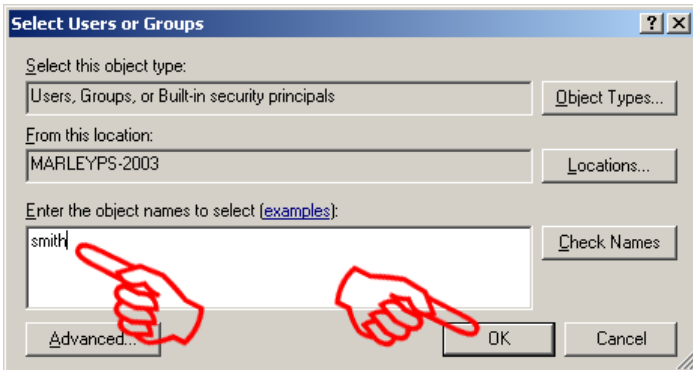 Select Users or Groups
Select this object type:
Users, Groups, or Built-in security principals
Object Types...
From this location:
MARLEYPS-2003
Locations...
Enter the object names to select (examples):
smith
Check Names
Advanced...
OK
Cancel